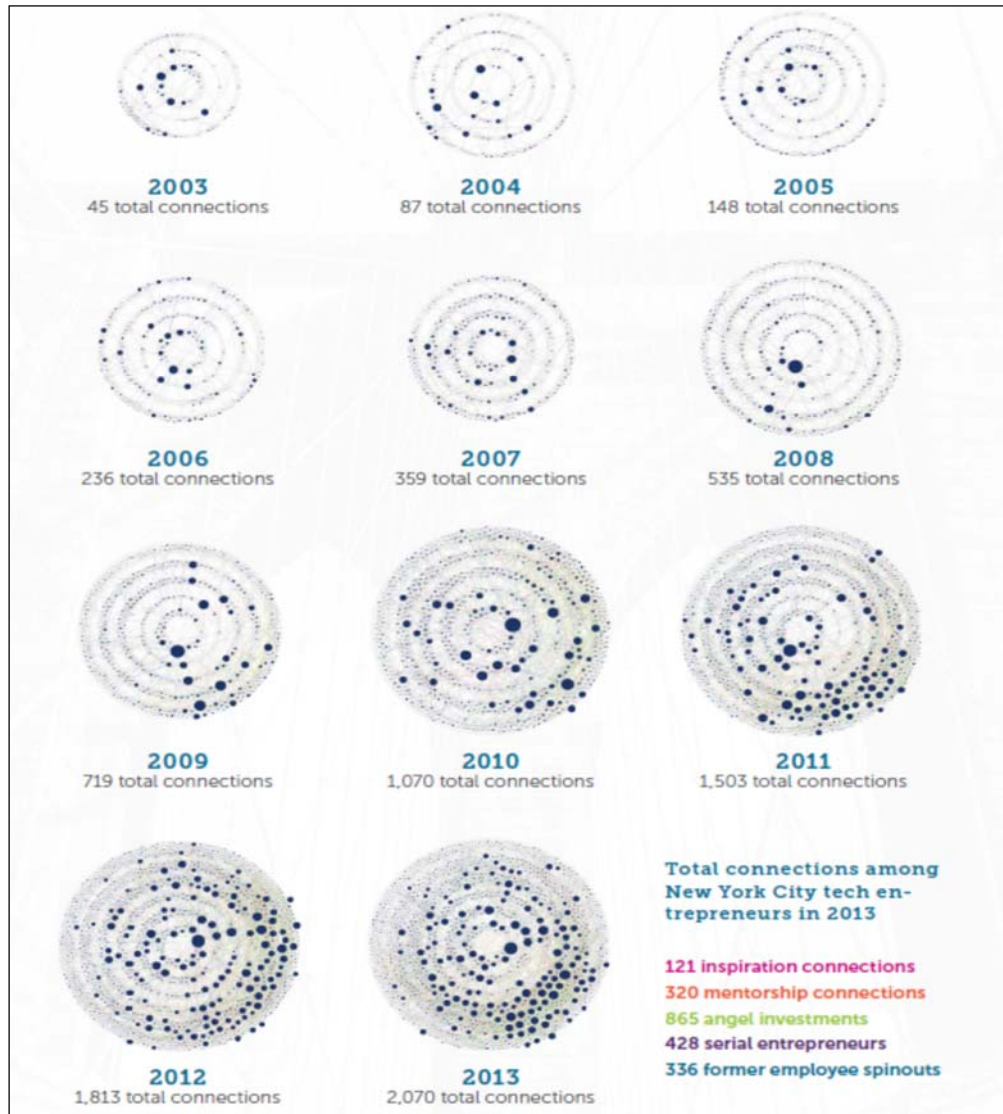 2003
45 total connections
2004
87 total connections
2005
148 total connections
2006
236 total connections
2007
359 total connections
2008
535 total connections
2009
719 total connections
2010
1,070 total connections
2011
1,503 total connections
2012
1,813 total connections
2013
2,070 total connections
Total connections among
New York City tech en-
trepreneurs in 2013
121 inspiration connections
320 mentorship connections
865 angel investments
428 serial entrepreneurs
336 former employee spinouts